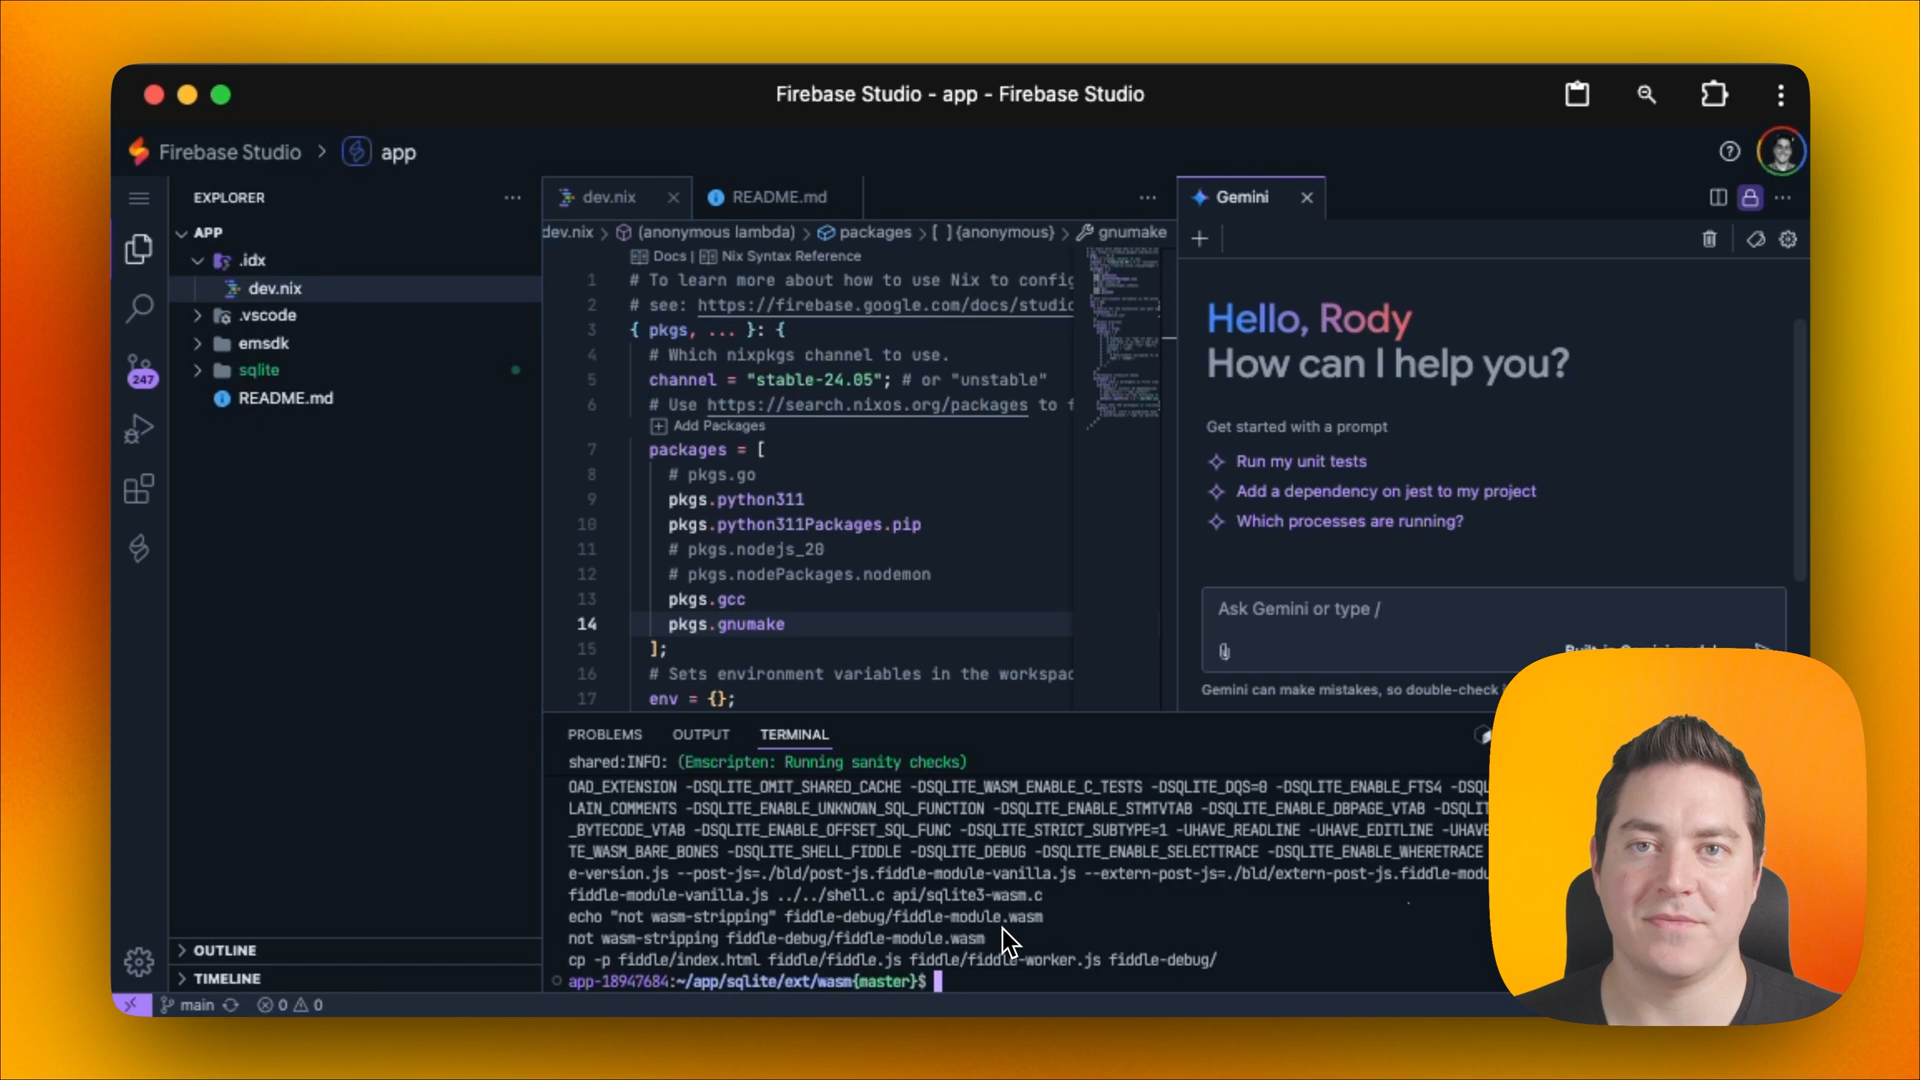 Firebase Studio - app - Firebase Studio
Firebase Studio > app
EXPLORER
APP
.idx
dev.nix
.vscode
emsdk
sqlite
README.md
247
OUTLINE
TIMELINE
main
0 0
dev.nix
README.md
dev.nix > (anonymous lambda) > packages > [ ] {anonymous} > gnumake
Docs | Nix Syntax Reference
1 # To learn more about how to use Nix to config
2 # see: https://firebase.google.com/docs/studio
3 { pkgs, ... }: {
4 # Which nixpkgs channel to use.
5 channel = "stable-24.05"; # or "unstable"
6 # Use https://search.nixos.org/packages to f
Add Packages
7 packages = [
8 # pkgs.go
9 pkgs.python311
10 pkgs.python311Packages.pip
11 # pkgs.nodejs_20
12 # pkgs.nodePackages.nodemon
13 pkgs.gcc
14 pkgs.gnumake
15 ];
16 # Sets environment variables in the workspac
17 env = {};
Gemini
Hello, Rody
How can I help you?
Get started with a prompt
Run my unit tests
Add a dependency on jest to my project
Which processes are running?
Ask Gemini or type /
Gemini can make mistakes, so double-check
PROBLEMS OUTPUT TERMINAL
shared:INFO: (Emscripten: Running sanity checks)
OAD_EXTENSION -DSQLITE_OMIT_SHARED_CACHE -DSQLITE_WASM_ENABLE_C_TESTS -DSQLITE_DQS=0 -DSQLITE_ENABLE_FTS4 -DSQL
LAIN_COMMENTS -DSQLITE_ENABLE_UNKNOWN_SQL_FUNCTION -DSQLITE_ENABLE_STMTVTAB -DSQLITE_ENABLE_DBPAGE_VTAB -DSQLIT
_BYTECODE_VTAB -DSQLITE_ENABLE_OFFSET_SQL_FUNC -DSQLITE_STRICT_SUBTYPE=1 -UHAVE_READLINE -UHAVE_EDITLINE -UHAVE
TE_WASM_BARE_BONES -DSQLITE_SHELL_FIDDLE -DSQLITE_DEBUG -DSQLITE_ENABLE_SELECTTRACE -DSQLITE_ENABLE_WHERETRACE
e-version.js --post-js=./bld/post-js.fiddle-module-vanilla.js --extern-post-js=./bld/extern-post-js.fiddle-modu
fiddle-module-vanilla.js ../../shell.c api/sqlite3-wasm.c
echo "not wasm-stripping" fiddle-debug/fiddle-module.wasm
not wasm-stripping fiddle-debug/fiddle-module.wasm
cp -p fiddle/index.html fiddle/fiddle.js fiddle/fiddle-worker.js fiddle-debug/
app-18947684:~/app/sqlite/ext/wasm{master}$